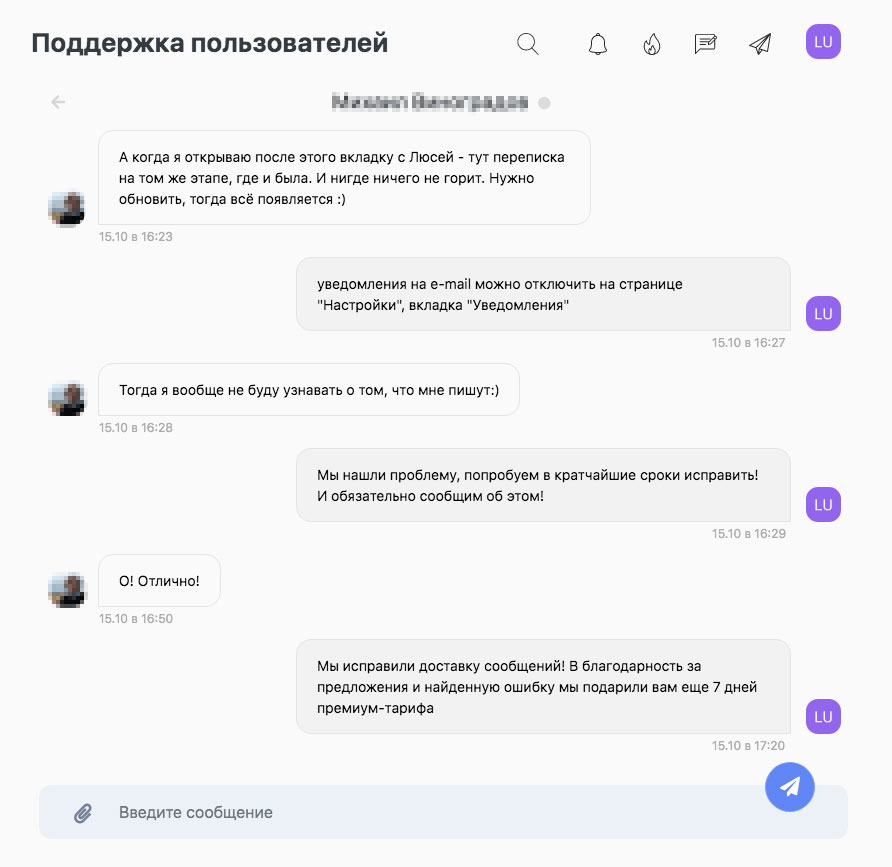 Поддержка пользователей
LU
А когда я открываю после этого вкладку с Люсей - тут переписка
на том же этапе, где и была. И нигде ничего не горит. Нужно
обновить, тогда всё появляется :)
15.10 в 16:23
уведомления на e-mail можно отключить на странице
"Настройки", вкладка "Уведомления"
LU
15.10 в 16:27
Тогда я вообще не буду узнавать о том, что мне пишут:)
15.10 в 16:28
Мы нашли проблему, попробуем в кратчайшие сроки исправить!
И обязательно сообщим об этом!
LU
15.10 в 16:29
О! Отлично!
15.10 в 16:50
Мы исправили доставку сообщений! В благодарность за
предложения и найденную ошибку мы подарили вам еще 7 дней
премиум-тарифа
LU
15.10 в 17:20
Введите сообщение